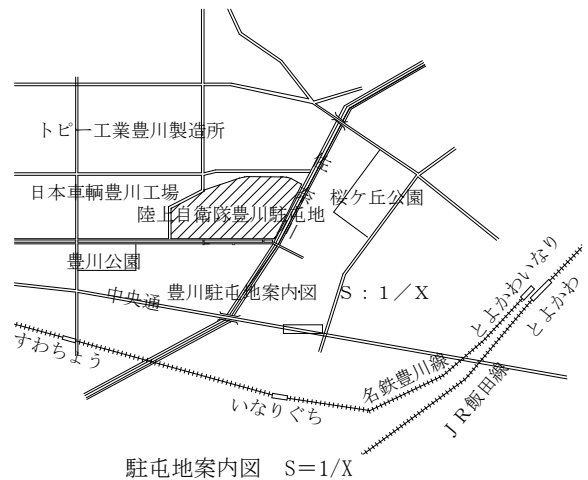 トピー工業豊川製造所
日本車輌豊川工場
陸上自衛隊豊川駐屯地
桜ケ丘公園
豊川公園
豊川駐屯地案内図 S：1／X
中央通
とよかわいなり
とよかわ
すわちょう
いなりぐち
名鉄豊川線
ＪＲ飯田線
駐屯地案内図 S=1/X